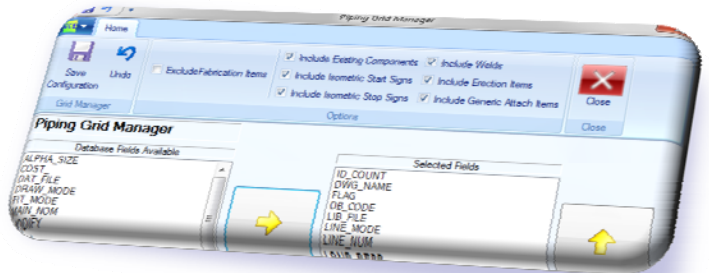 Piping Grid Manager
Home
Save Configuration
Undo
Grid Manager
ExcludeFabrication Items
Include Existing Components
Include Welds
Include Isometric Start Signs
Include Erection Items
Include Isometric Stop Signs
Include Generic Attach Items
Options
Close
Close
Piping Grid Manager
Database Fields Available
ALPHA_SIZE
COST
DAT_FILE
DRAW_MODE
FIT_MODE
MAIN_NOM
Selected Fields
ID_COUNT
DWG_NAME
FLAG
DB_CODE
LIB_FILE
LINE_MODE
LINE_NUM